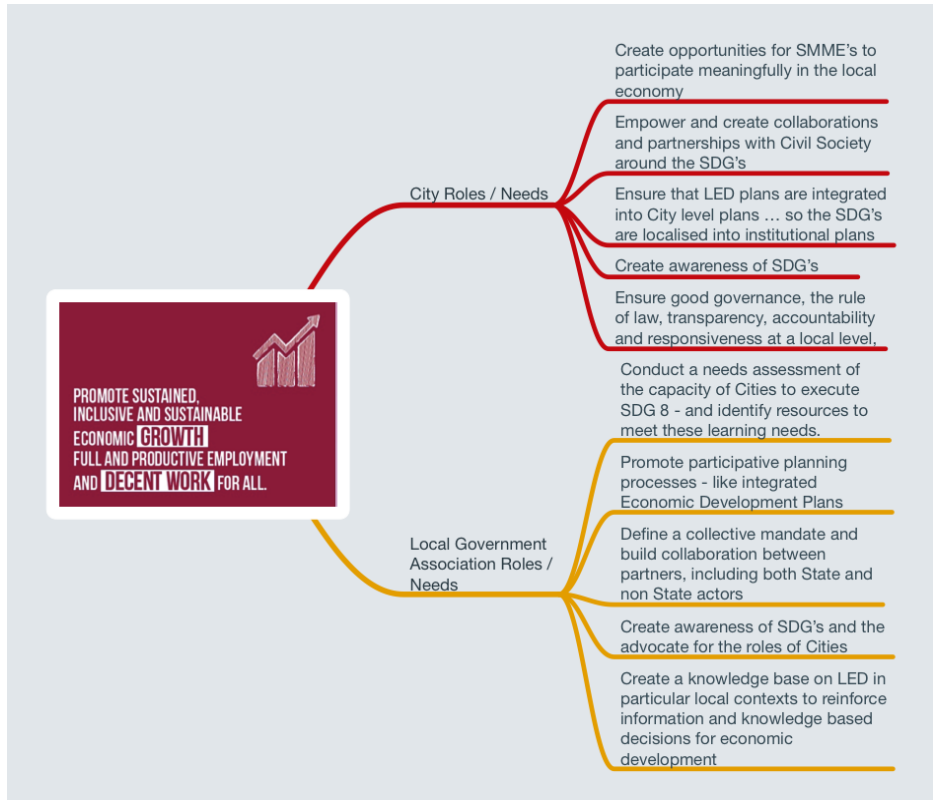 PROMOTE SUSTAINED,
INCLUSIVE AND SUSTAINABLE
ECONOMIC GROWTH
FULL AND PRODUCTIVE EMPLOYMENT
AND DECENT WORK FOR ALL.
City Roles / Needs
Create opportunities for SMME's to
participate meaningfully in the local
economy
Empower and create collaborations
and partnerships with Civil Society
around the SDG's
Ensure that LED plans are integrated
into City level plans … so the SDG's
are localised into institutional plans
Create awareness of SDG's
Ensure good governance, the rule
of law, transparency, accountability
and responsiveness at a local level,
Local Government
Association Roles /
Needs
Conduct a needs assessment of
the capacity of Cities to execute
SDG 8 - and identify resources to
meet these learning needs.
Promote participative planning
processes - like integrated
Economic Development Plans
Define a collective mandate and
build collaboration between
partners, including both State and
non State actors
Create awareness of SDG's and the
advocate for the roles of Cities
Create a knowledge base on LED in
particular local contexts to reinforce
information and knowledge based
decisions for economic
development